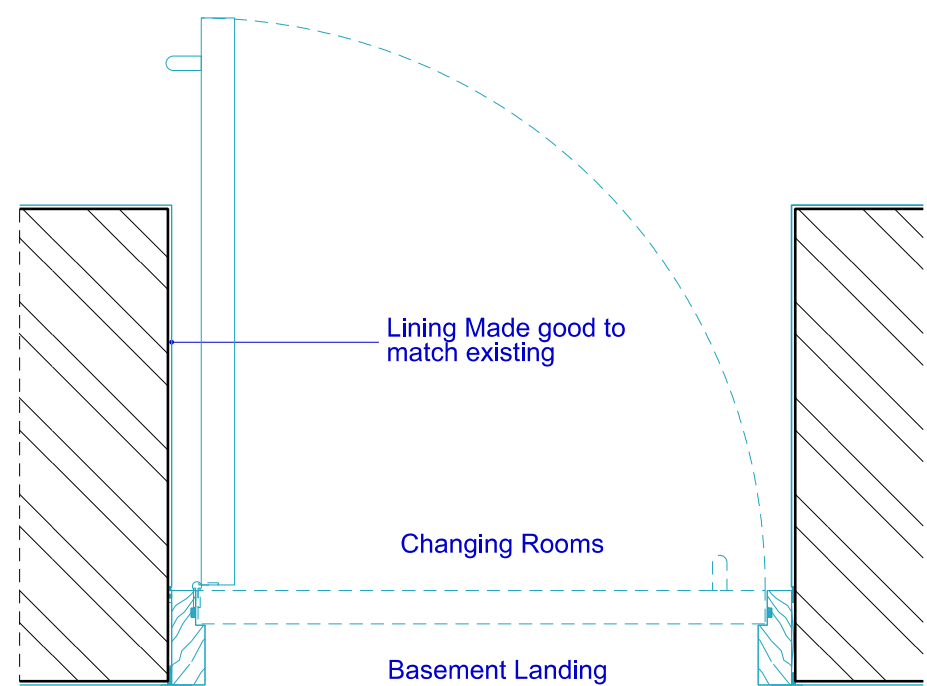 Lining Made good to
match existing
Changing Rooms
Basement Landing